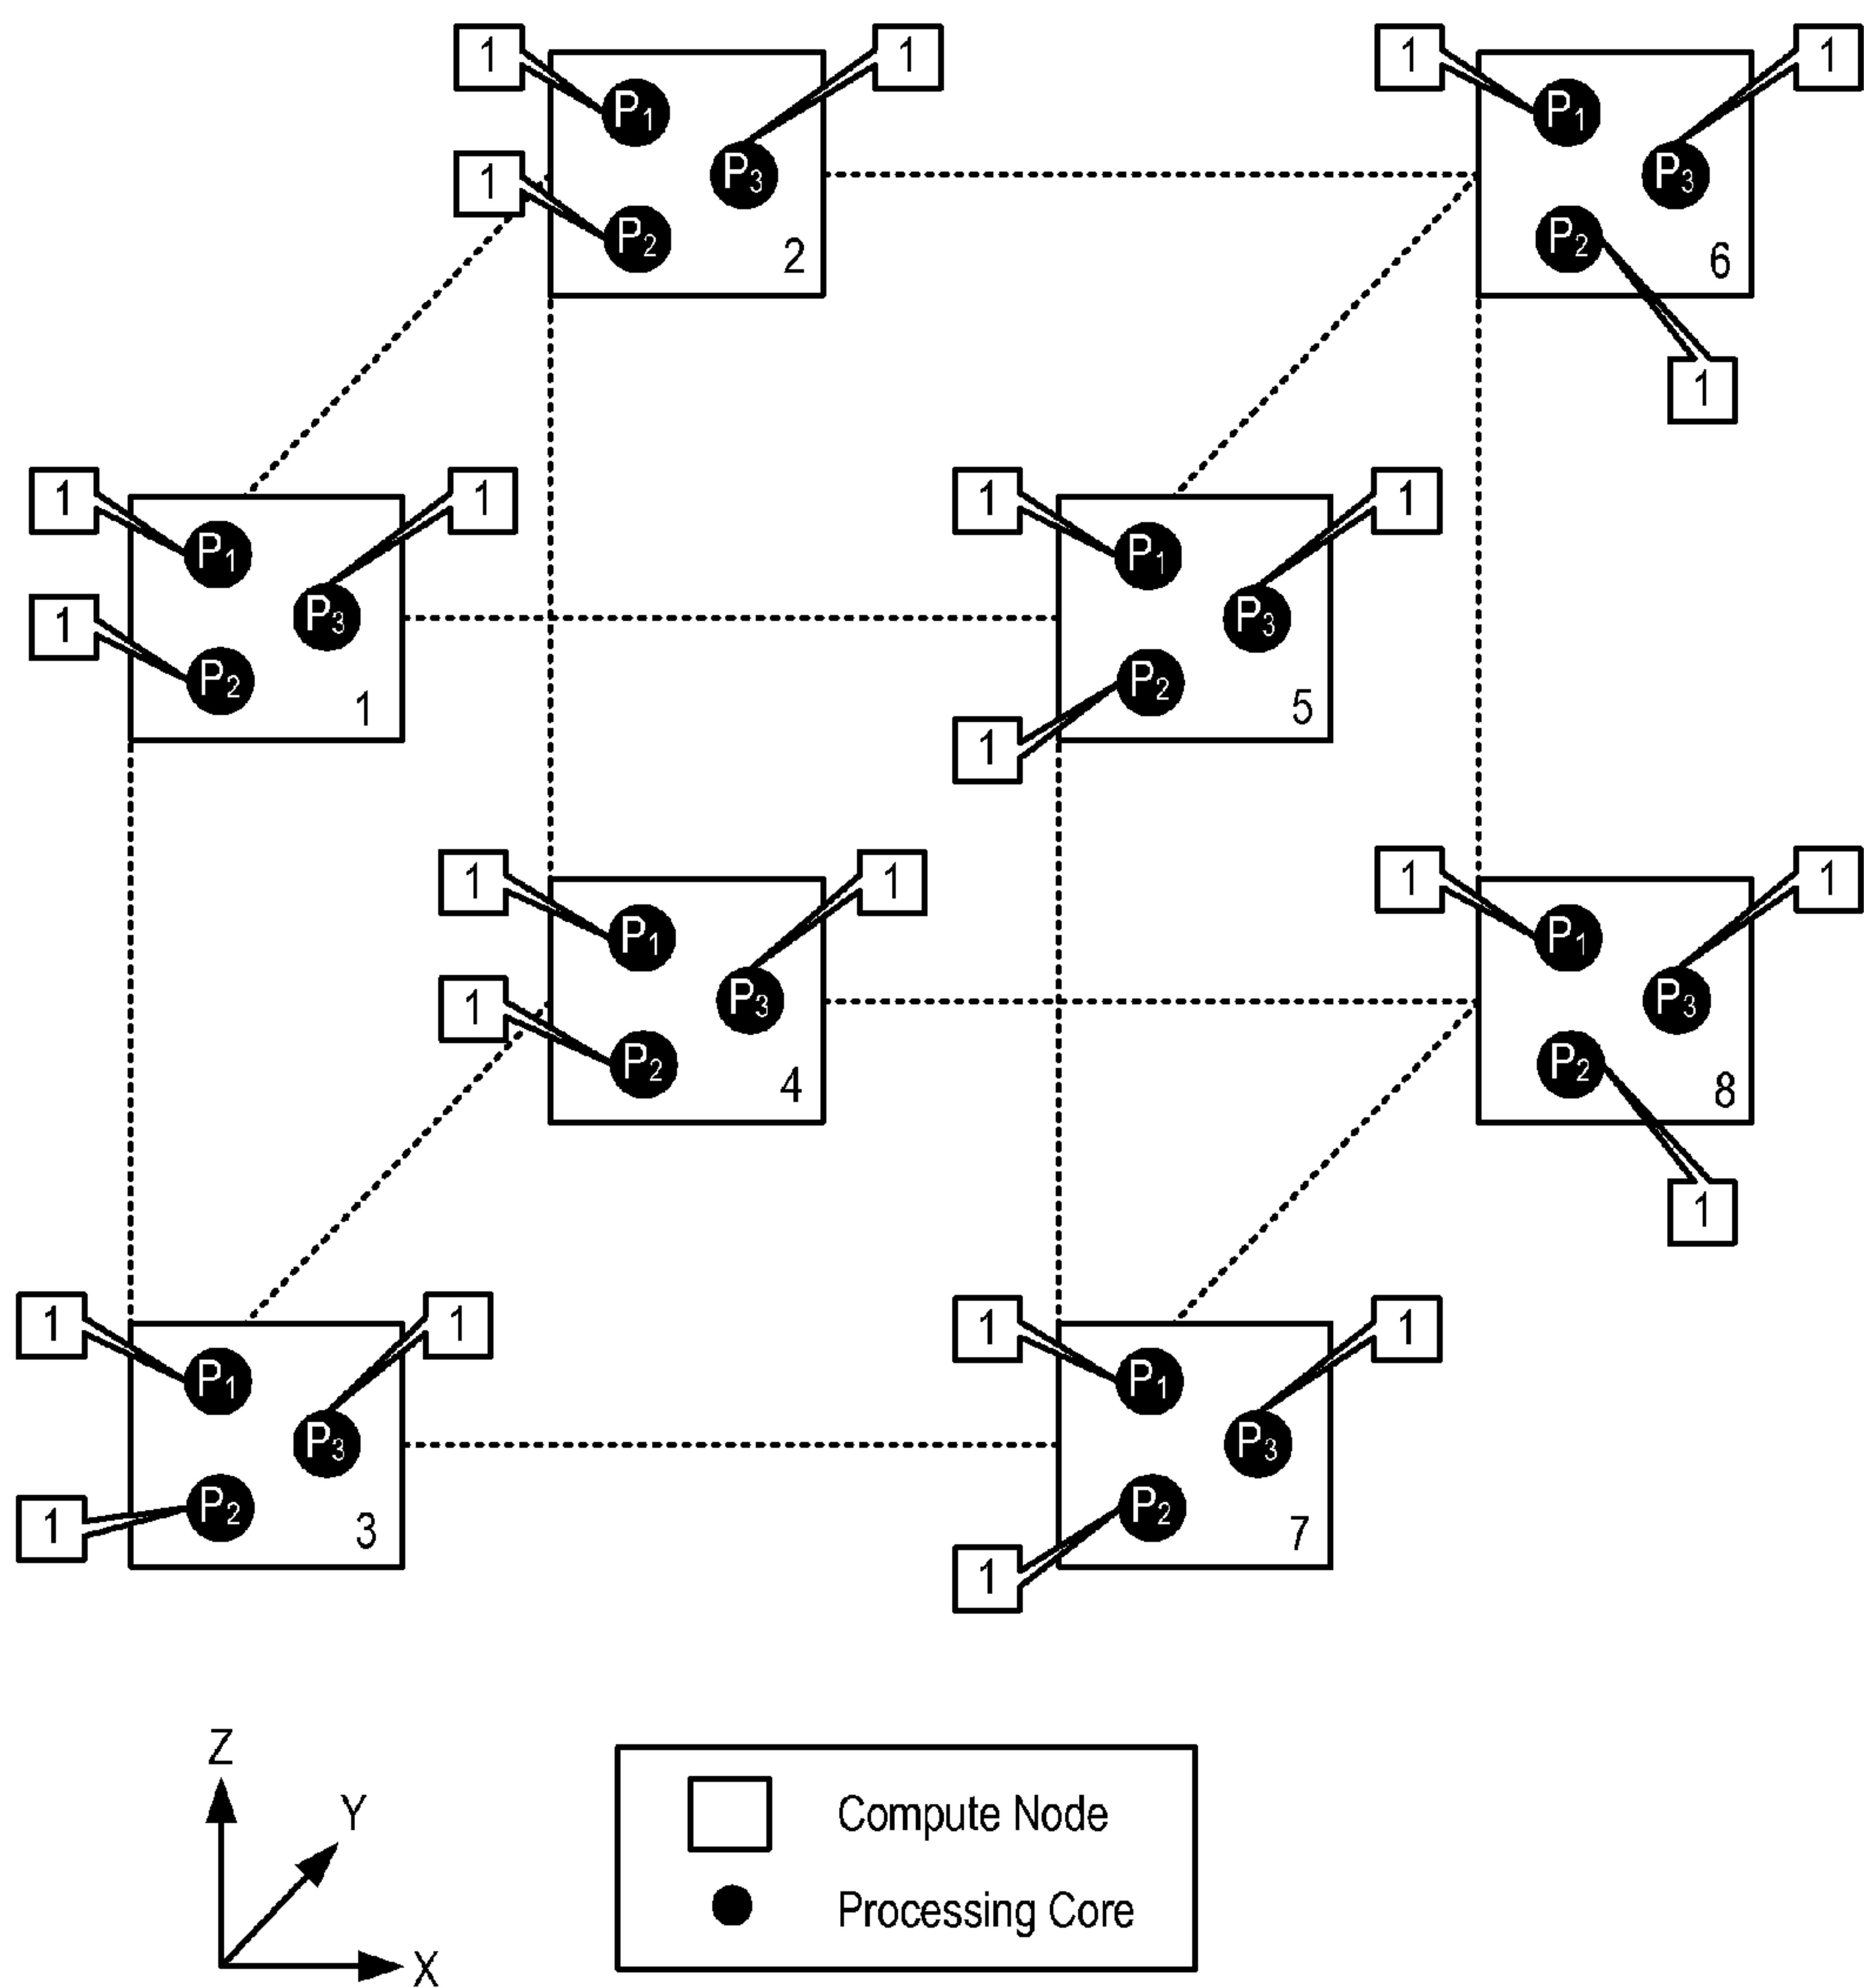 1 1 1 1
P1 P1
1 P3 P3
P2 2 P2 6
1
1 1 1 1
P1 P1
1 P3 P3
P2 1 P2 5
1
1 1 1 1
P1 P1
1 P3 P3
P2 4 P2 8
1
1 1 1 1
P1 P1
P3 P3
1 P2 3 P2 7
1
Z
Y
X
Compute Node
Processing Core